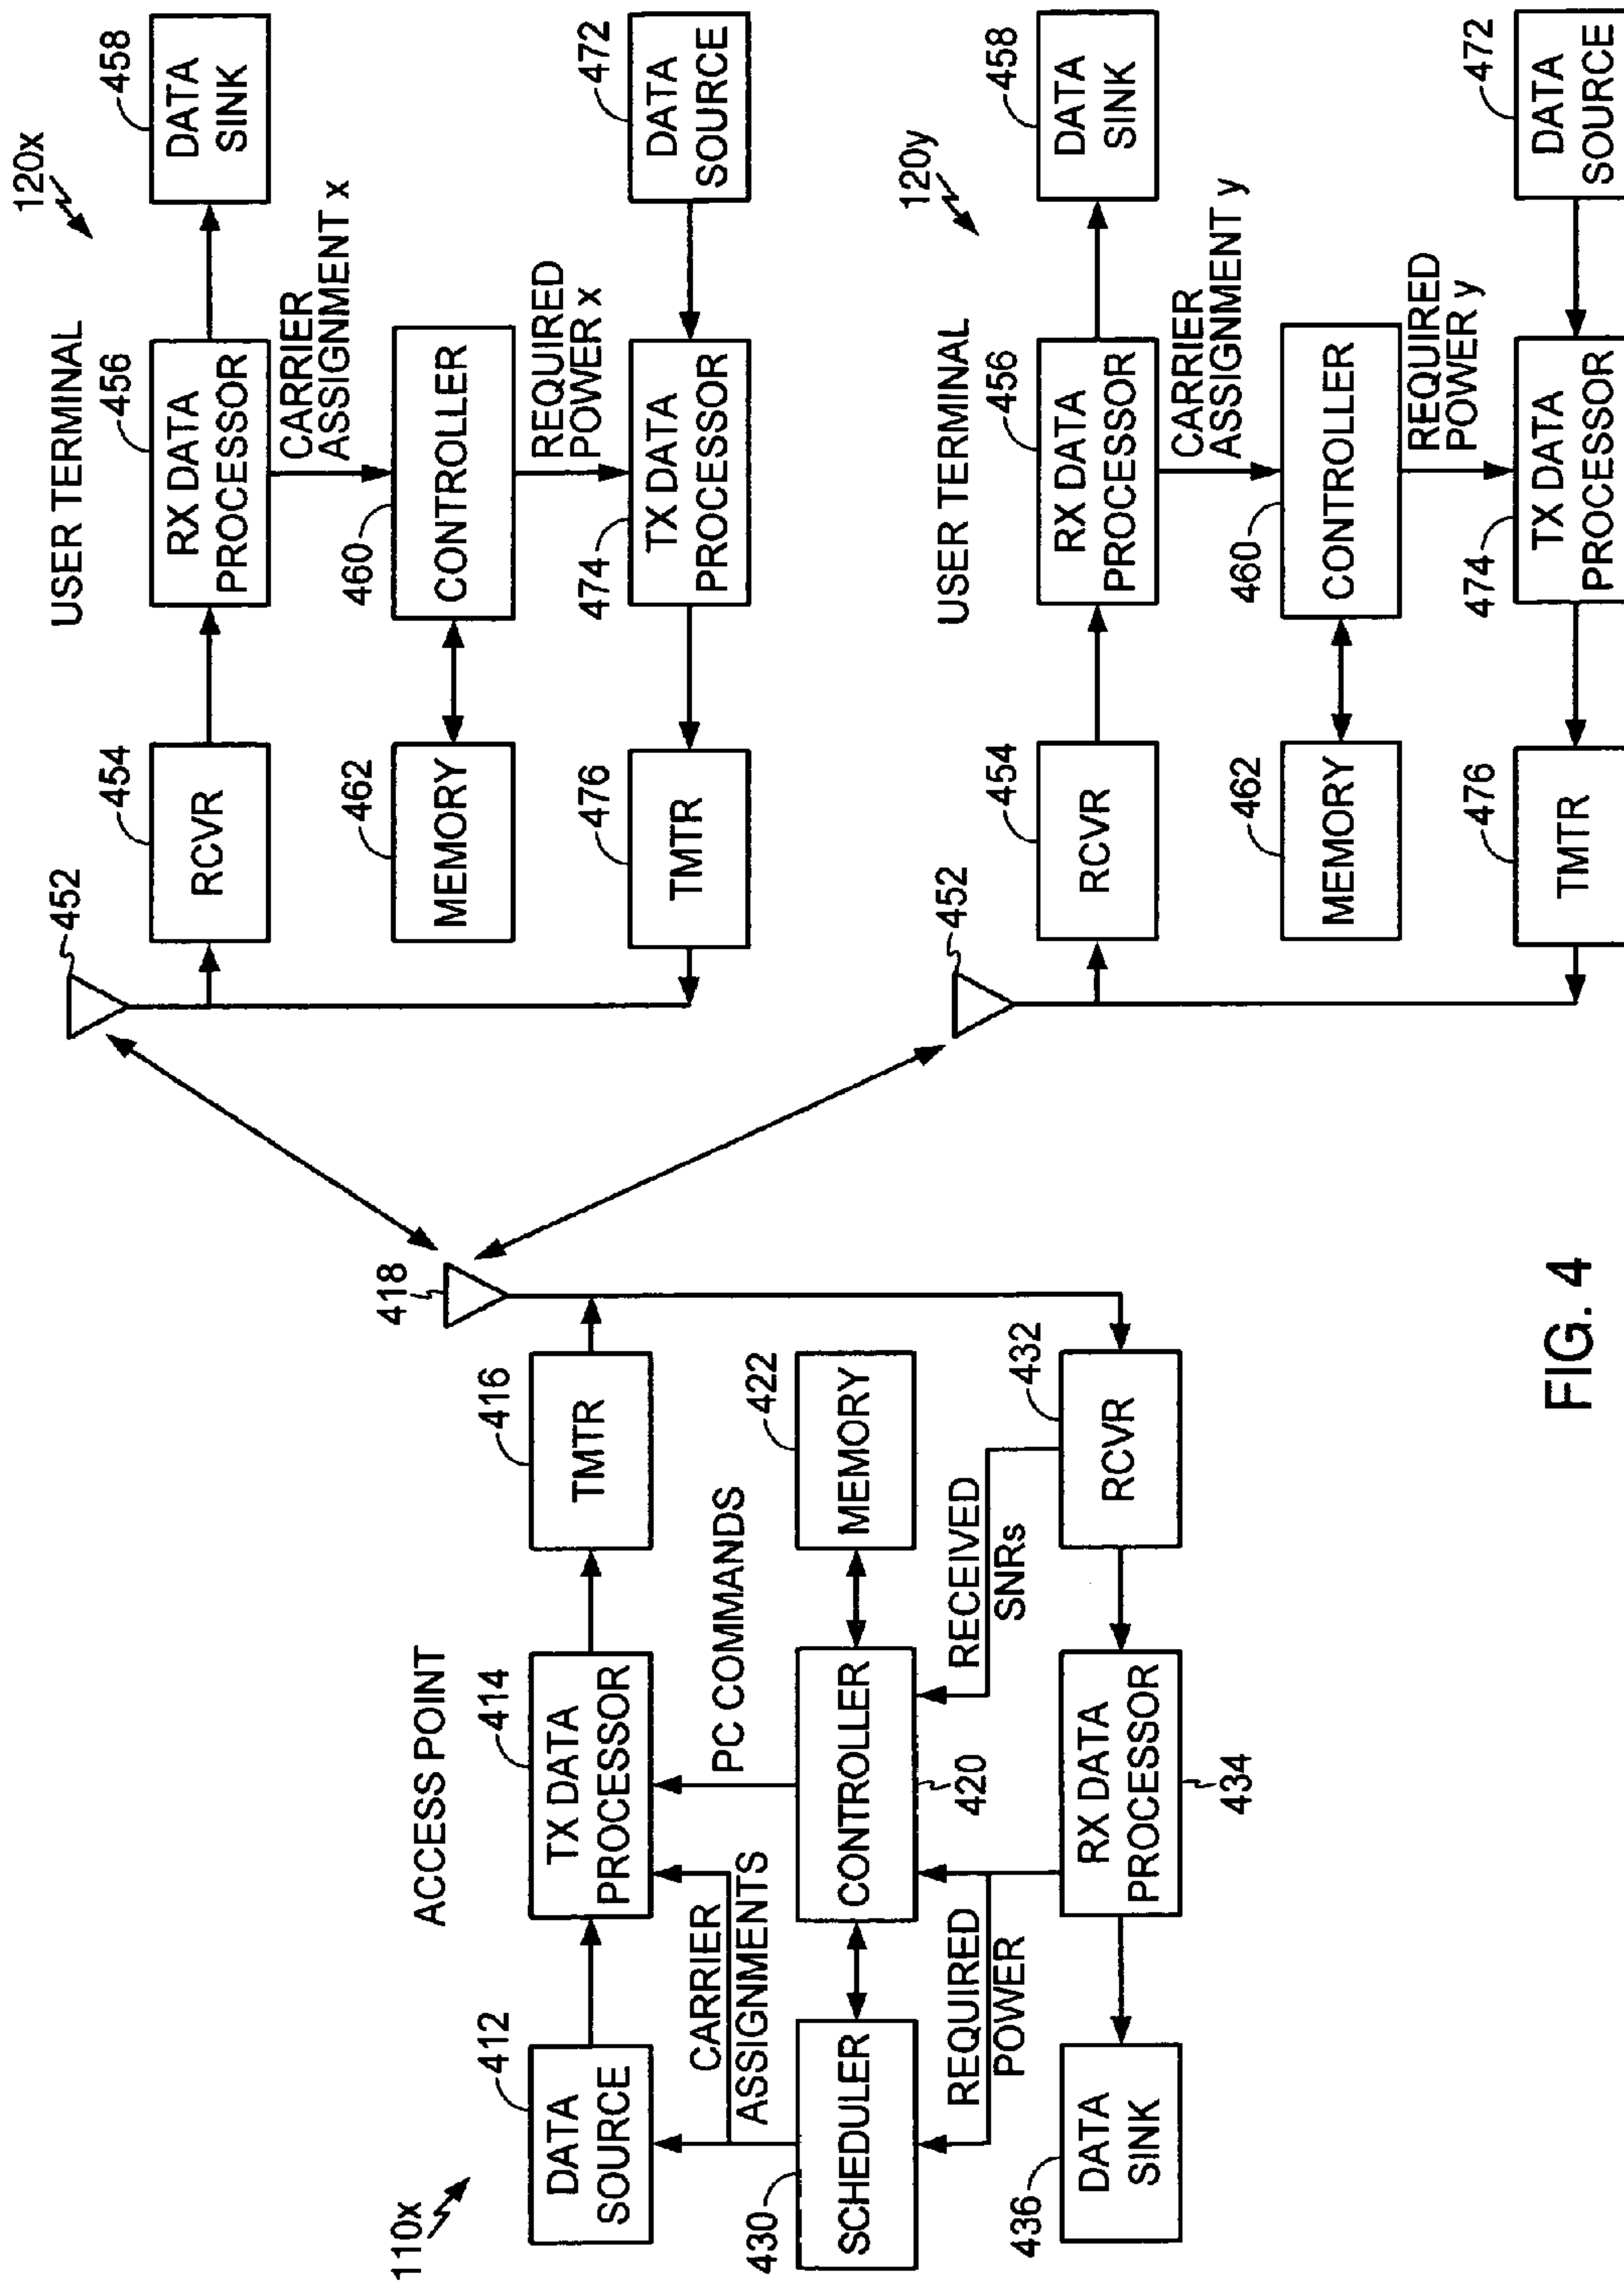 110x
ACCESS POINT
412
DATA
SOURCE
414
TX DATA
PROCESSOR
416
TMTR
418
CARRIER
ASSIGNMENTS
PC COMMANDS
430
SCHEDULER
CONTROLLER
420
422
MEMORY
REQUIRED
POWER
RECEIVED
SNRs
436
DATA
SINK
RX DATA
PROCESSOR
434
432
RCVR
120x
USER TERMINAL
452
454
RCVR
456
RX DATA
PROCESSOR
458
DATA
SINK
CARRIER
ASSIGNMENT x
462
MEMORY
460
CONTROLLER
REQUIRED
POWER x
476
TMTR
474
TX DATA
PROCESSOR
472
DATA
SOURCE
120y
USER TERMINAL
452
454
RCVR
456
RX DATA
PROCESSOR
458
DATA
SINK
CARRIER
ASSIGNMENT y
462
MEMORY
460
CONTROLLER
REQUIRED
POWER y
476
TMTR
474
TX DATA
PROCESSOR
472
DATA
SOURCE
FIG. 4